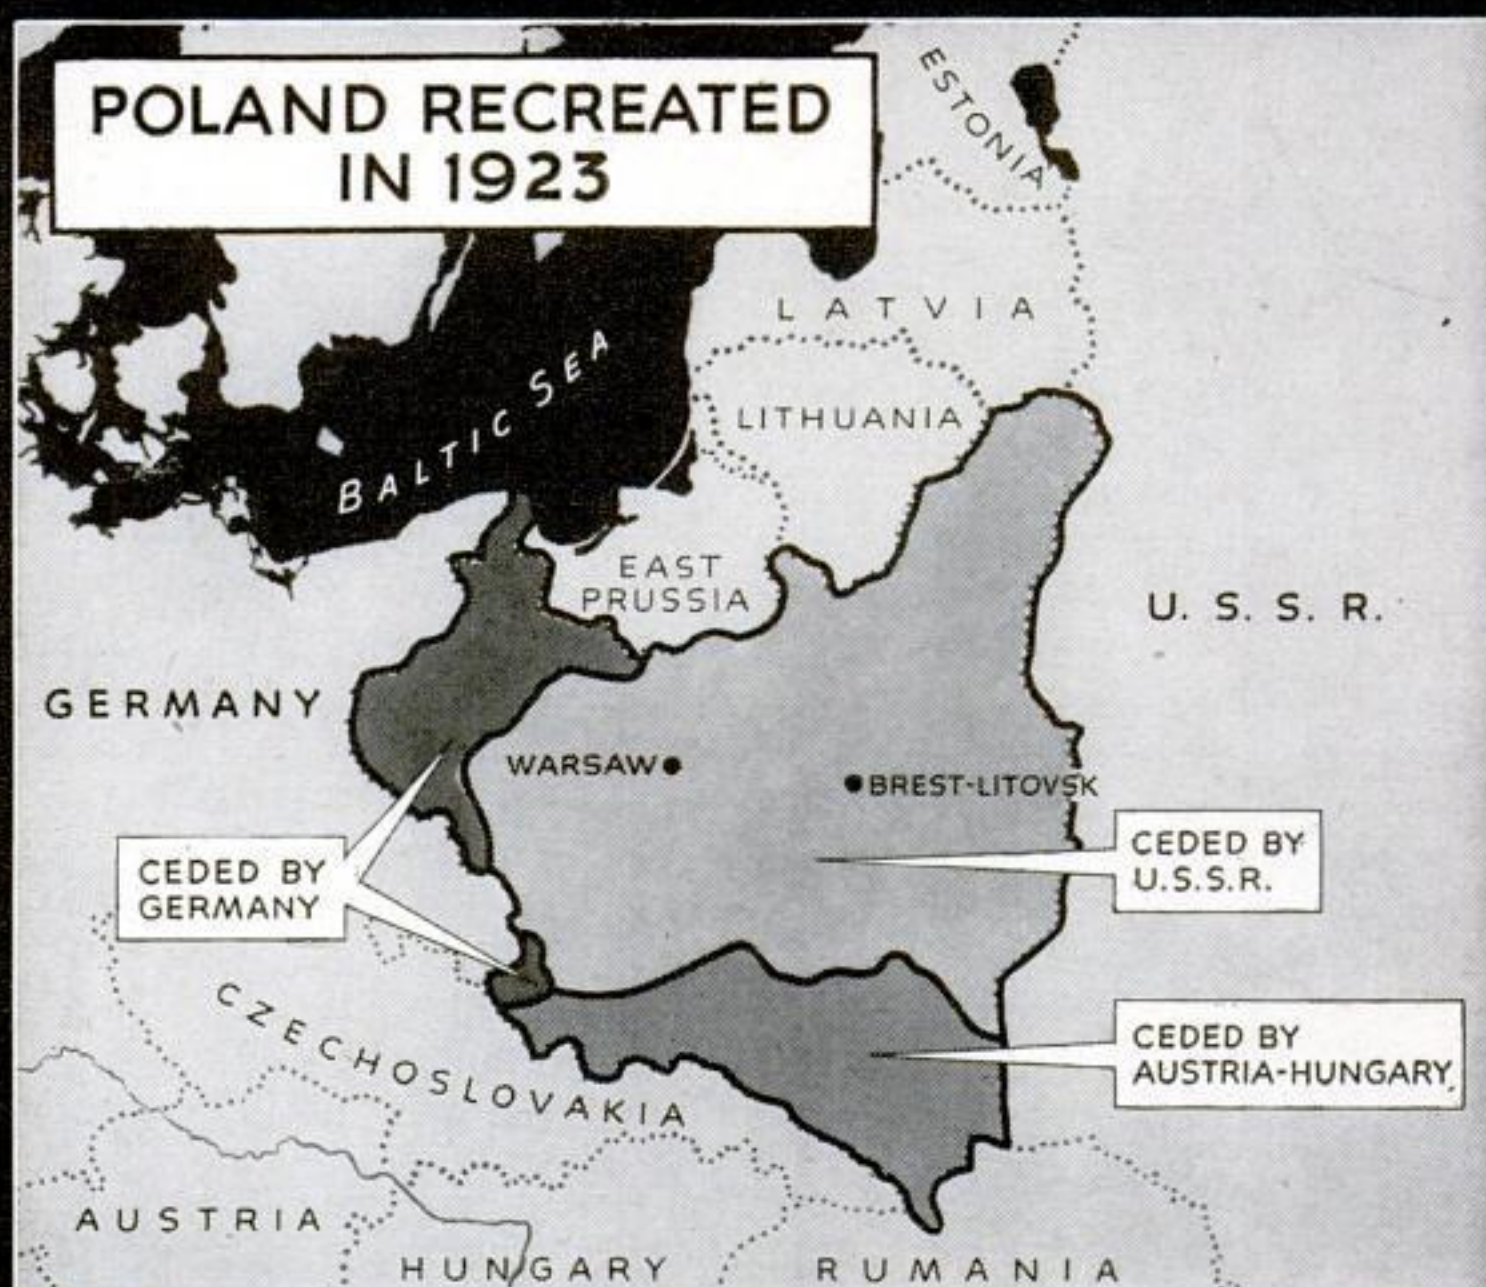 POLAND RECREATED
IN 1923
ESTONIA
LATVIA
BALTIC SEA
LITHUANIA
EAST
PRUSSIA
U. S. S. R.
GERMANY
WARSAW
BREST-LITOVSK
CEDED BY
U.S.S.R.
CEDED BY
GERMANY
CZECHOSLOVAKIA
CEDED BY
AUSTRIA-HUNGARY
AUSTRIA
HUNGARY
RUMANIA